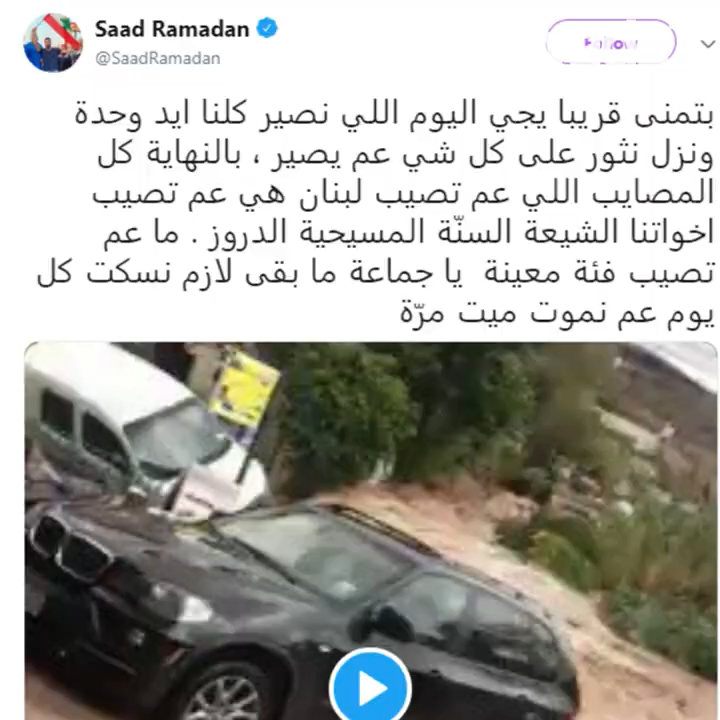 Saad Ramadan
@SaadRamadan
Follow
بتمنى قريبا يجي اليوم اللي نصير كلنا ايد وحدة
ونزل نثور على كل شي عم يصير ، بالنهاية كل
المصايب اللي عم تصيب لبنان هي عم تصيب
اخواتنا الشيعة السنّة المسيحية الدروز . ما عم
تصيب فئة معينة يا جماعة ما بقى لازم نسكت كل
يوم عم نموت ميت مرّة